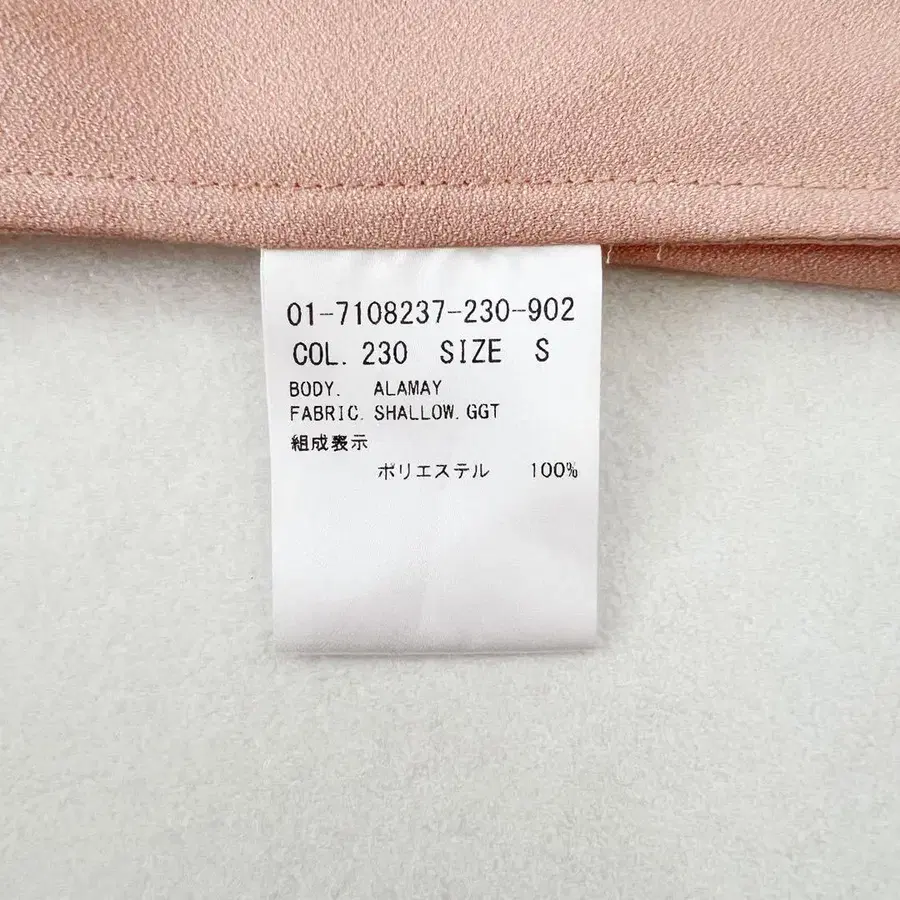 01-7108237-230-902
COL. 230 SIZE S
BODY. ALAMAY
FABRIC. SHALLOW. GGT
組成表示
ポリエステル 100%